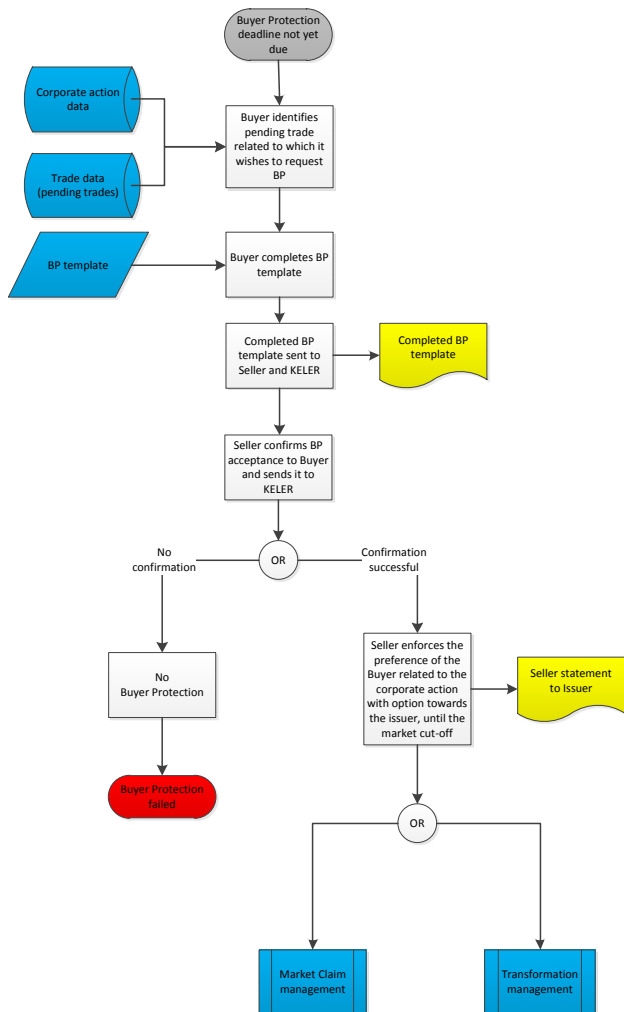 Buyer Protection
deadline not yet
due
Corporate action
data
Buyer identifies
pending trade
related to which it
wishes to request
BP
Trade data
(pending trades)
BP template
Buyer completes BP
template
Completed BP
template sent to
Seller and KELER
Completed BP
template
Seller confirms BP
acceptance to Buyer
and sends it to
KELER
No
confirmation
OR
Confirmation
successful
No
Buyer Protection
Seller enforces the
preference of the
Buyer related to the
corporate action
with option towards
the issuer, until the
market cut-off
Seller statement
to Issuer
Buyer Protection
failed
OR
Market Claim
management
Transformation
management